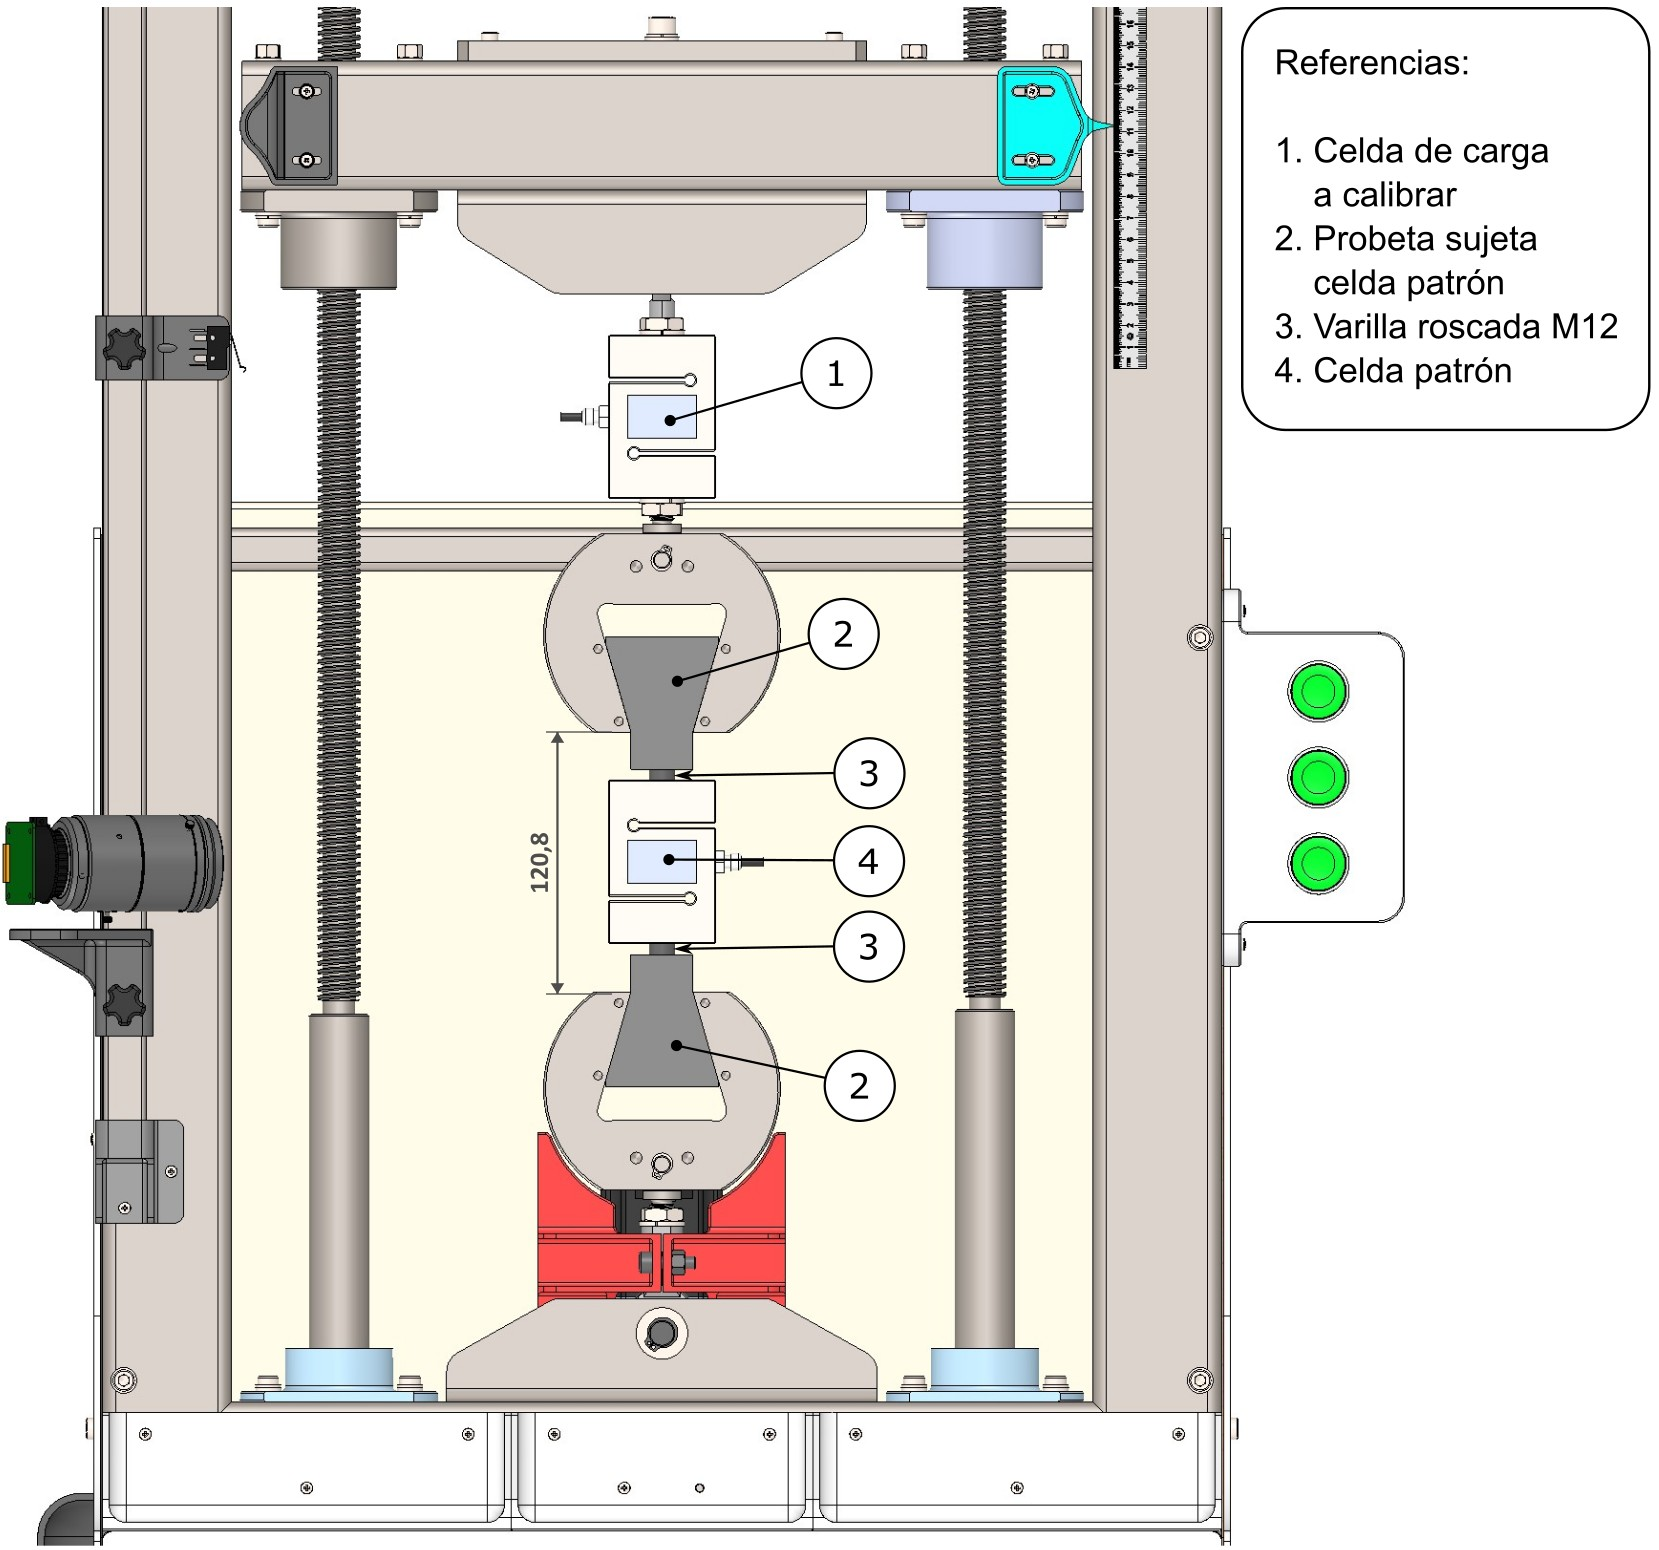 Referencias:
1. Celda de carga
a calibrar
2. Probeta sujeta
celda patrón
3. Varilla roscada M12
4. Celda patrón
1
2
3
120,8
4
3
2